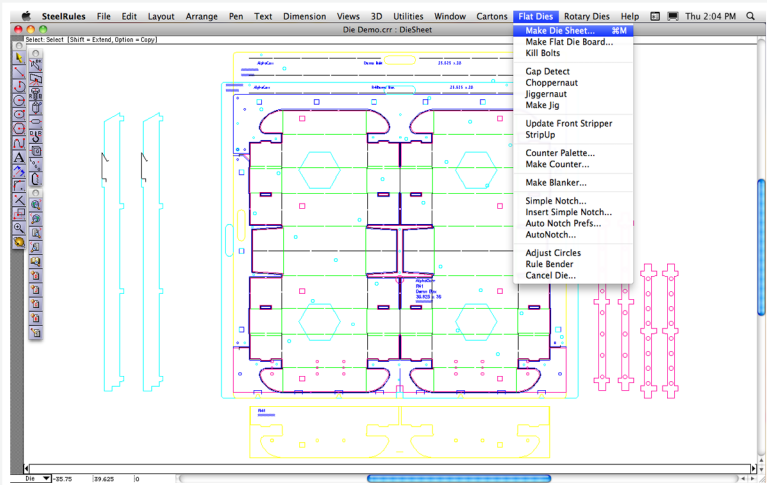 SteelRules File Edit Layout Arrange Pen Text Dimension Views 3D Utilities Window Cartons Flat Dies Rotary Dies Help Thu 2:04 PM
Die Demo.crr : DieSheet
Select: Select [Shift = Extend, Option = Copy]
Make Die Sheet... ⌘M
Make Flat Die Board...
Kill Bolts
Gap Detect
Choppernaut
Jiggernaut
Make Jig
Update Front Stripper
StripUp
Counter Palette...
Make Counter...
Make Blanker...
Simple Notch...
Insert Simple Notch...
Auto Notch Prefs...
AutoNotch...
Adjust Circles
Rule Bender
Cancel Die...
AlphaCorr
AlphaCorr
Demo Box
Die -35.75 39.625 0